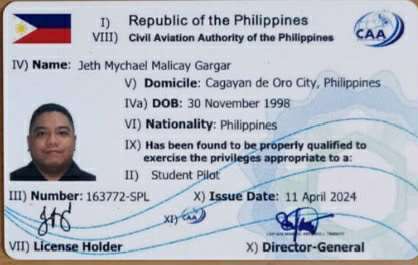 I) Republic of the Philippines
VIII) Civil Aviation Authority of the Philippines
CAA
IV) Name: Jeth Mychael Malicay Gargar
V) Domicile: Cagayan de Oro City, Philippines
IVa) DOB: 30 November 1998
VI) Nationality: Philippines
IX) Has been found to be properly qualified to
exercise the privileges appropriate to a:
II) Student Pilot
III) Number: 163772-SPL X) Issue Date: 11 April 2024
XI) CAA
VII) License Holder X) Director-General